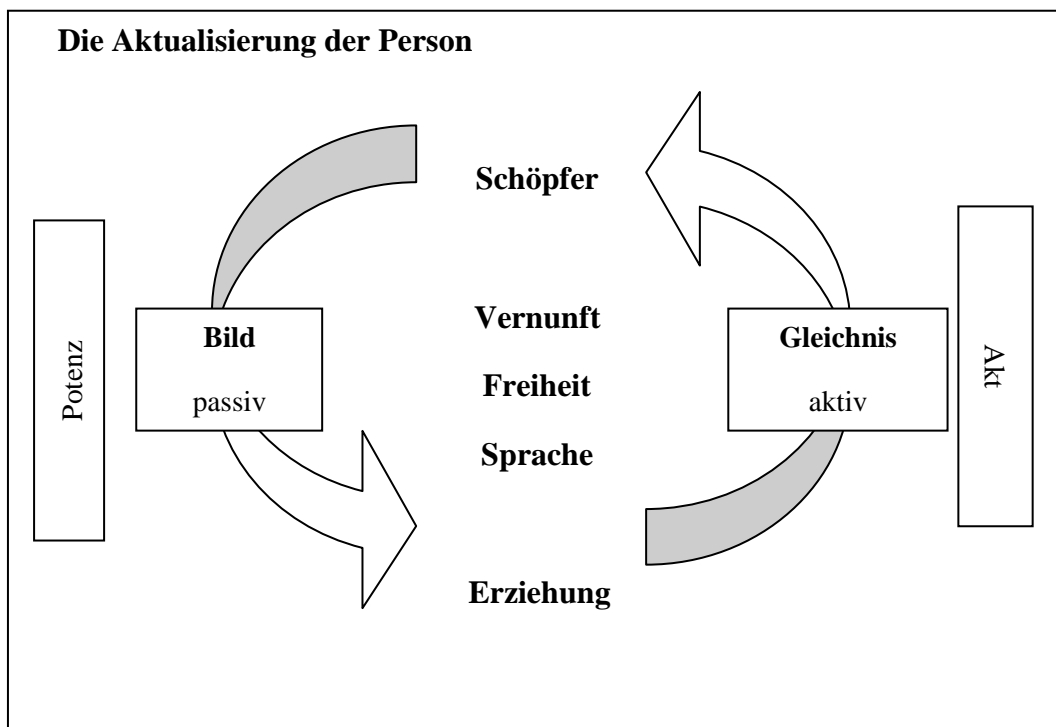 Die Aktualisierung der Person
Schöpfer
Potenz
Bild
passiv
Vernunft
Freiheit
Sprache
Gleichnis
aktiv
Akt
Erziehung